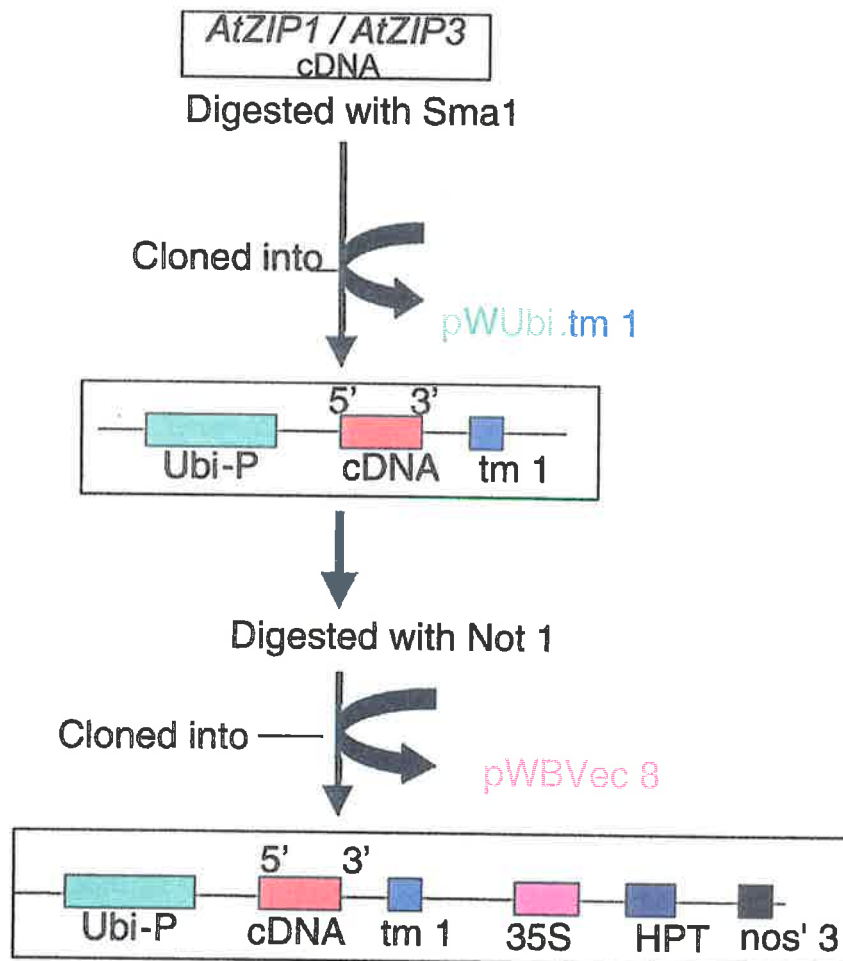 AtZIP1 / AtZIP3
cDNA
Digested with Sma1
Cloned into
pWUbi.tm 1
5' 3'
Ubi-P cDNA tm 1
Digested with Not 1
Cloned into
pWBVec 8
5' 3'
Ubi-P cDNA tm 1 35S HPT nos' 3